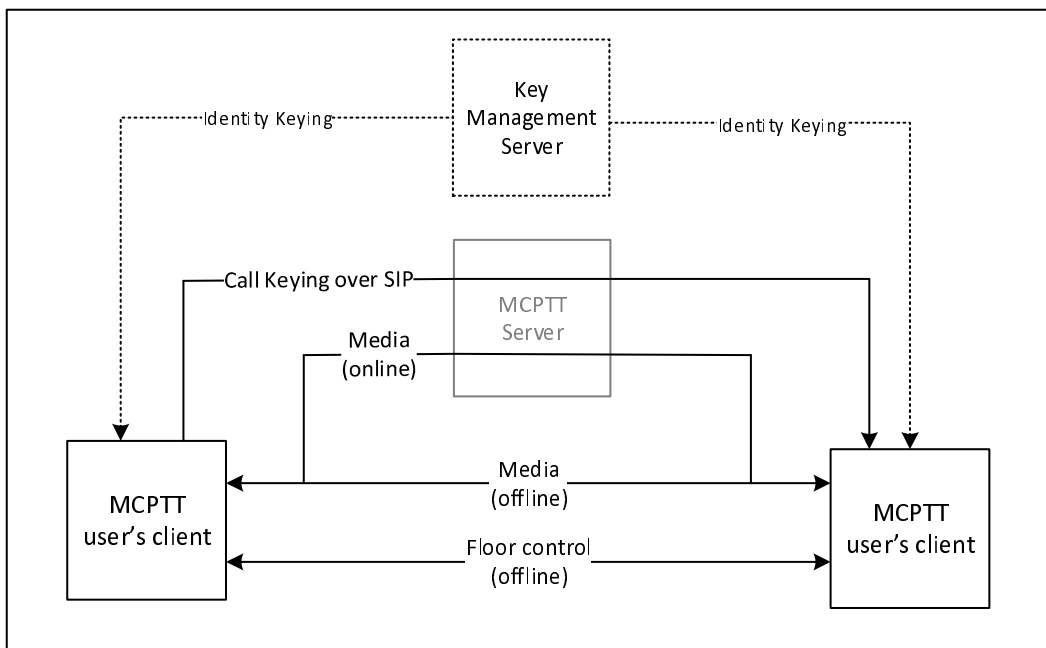 Key
Management
Server
Identity Keying
Identity Keying
Call Keying over SIP
MCPTT
Server
Media
(online)
MCPTT
user's client
Media
(offline)
MCPTT
user's client
Floor control
(offline)